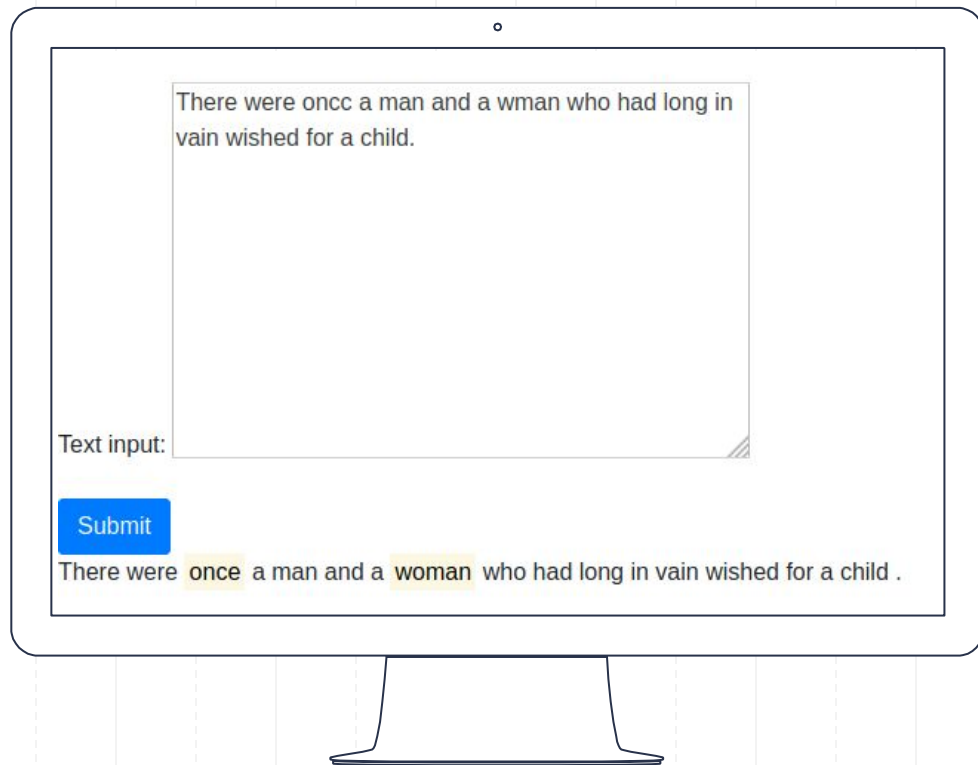 There were oncc a man and a wman who had long in
vain wished for a child.
Text input:
Submit
There were once a man and a woman who had long in vain wished for a child .